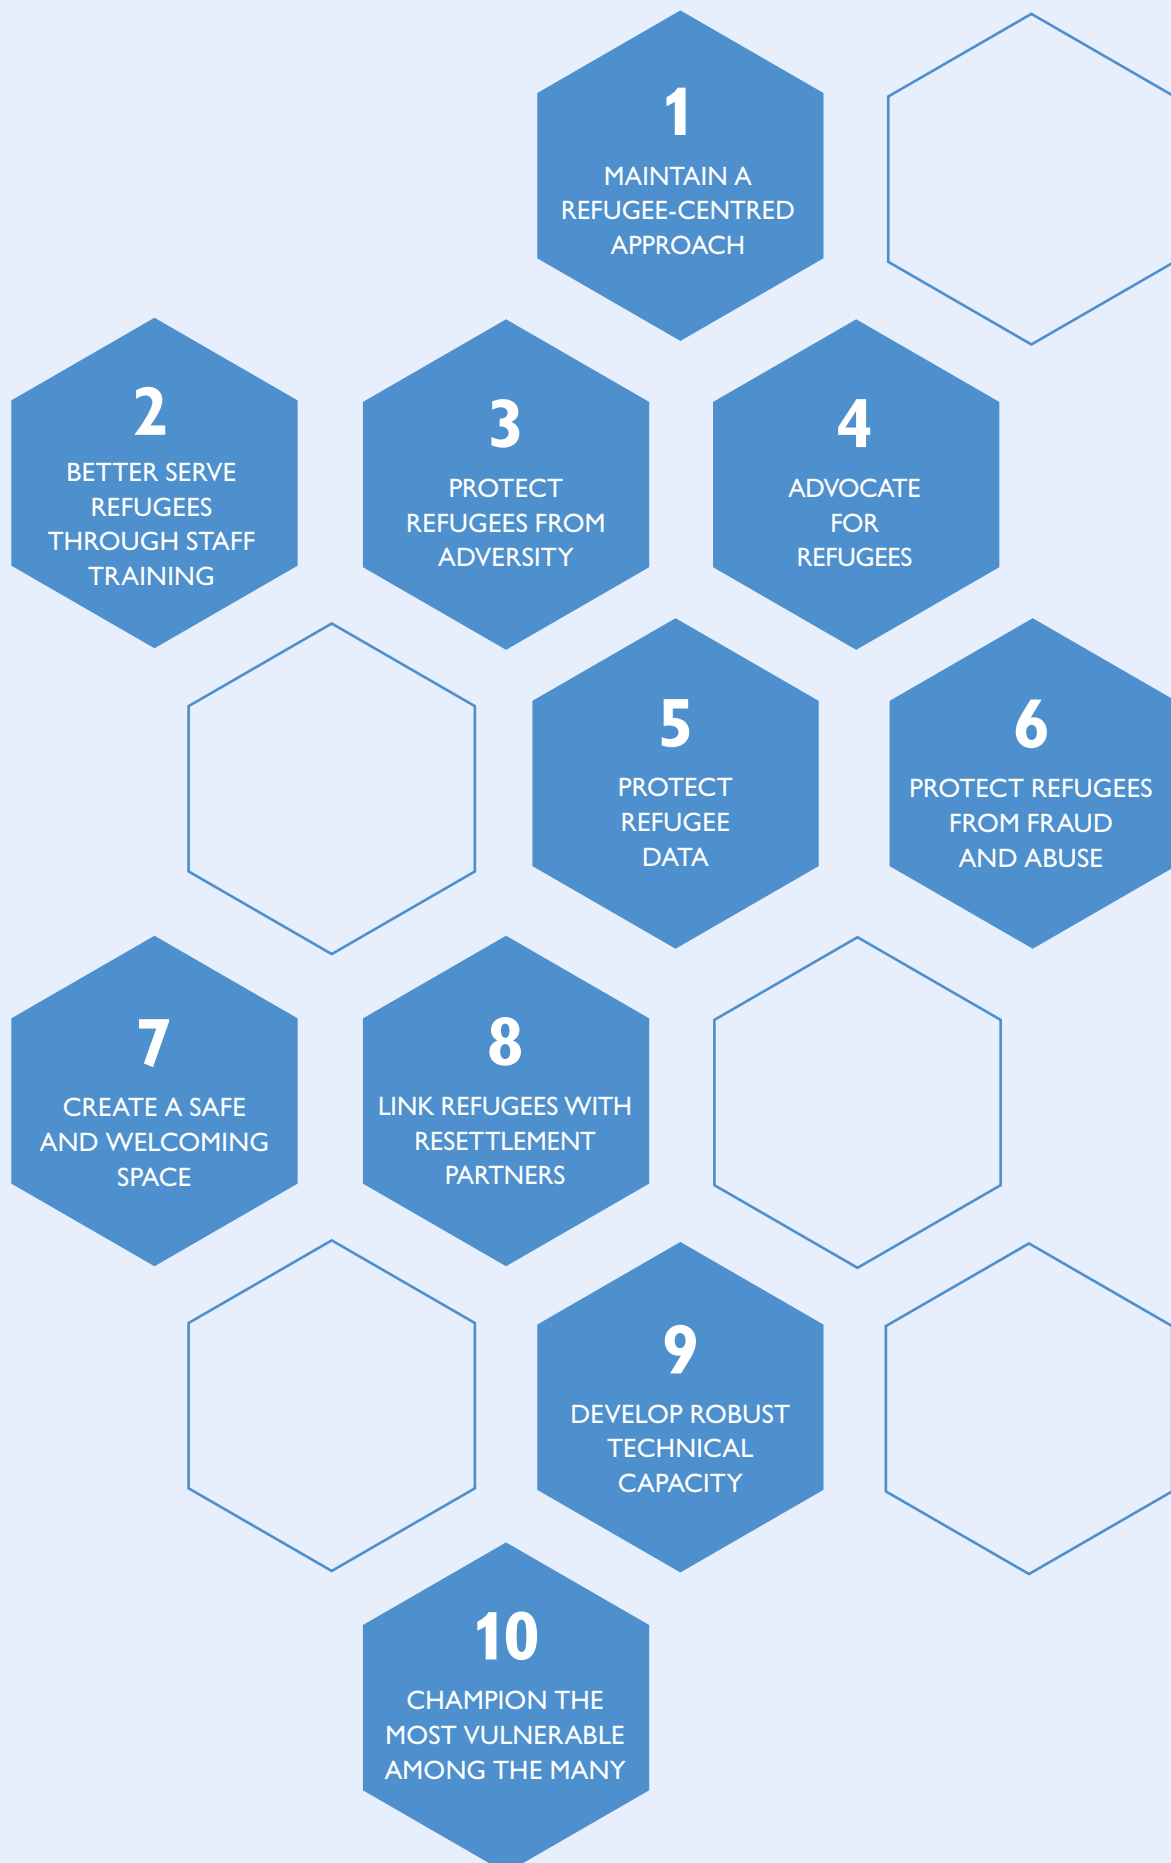 1
MAINTAIN A
REFUGEE-CENTRED
APPROACH
2
BETTER SERVE
REFUGEES
THROUGH STAFF
TRAINING
3
PROTECT
REFUGEES FROM
ADVERSITY
4
ADVOCATE
FOR
REFUGEES
5
PROTECT
REFUGEE
DATA
6
PROTECT REFUGEES
FROM FRAUD
AND ABUSE
7
CREATE A SAFE
AND WELCOMING
SPACE
8
LINK REFUGEES WITH
RESETTLEMENT
PARTNERS
9
DEVELOP ROBUST
TECHNICAL
CAPACITY
10
CHAMPION THE
MOST VULNERABLE
AMONG THE MANY